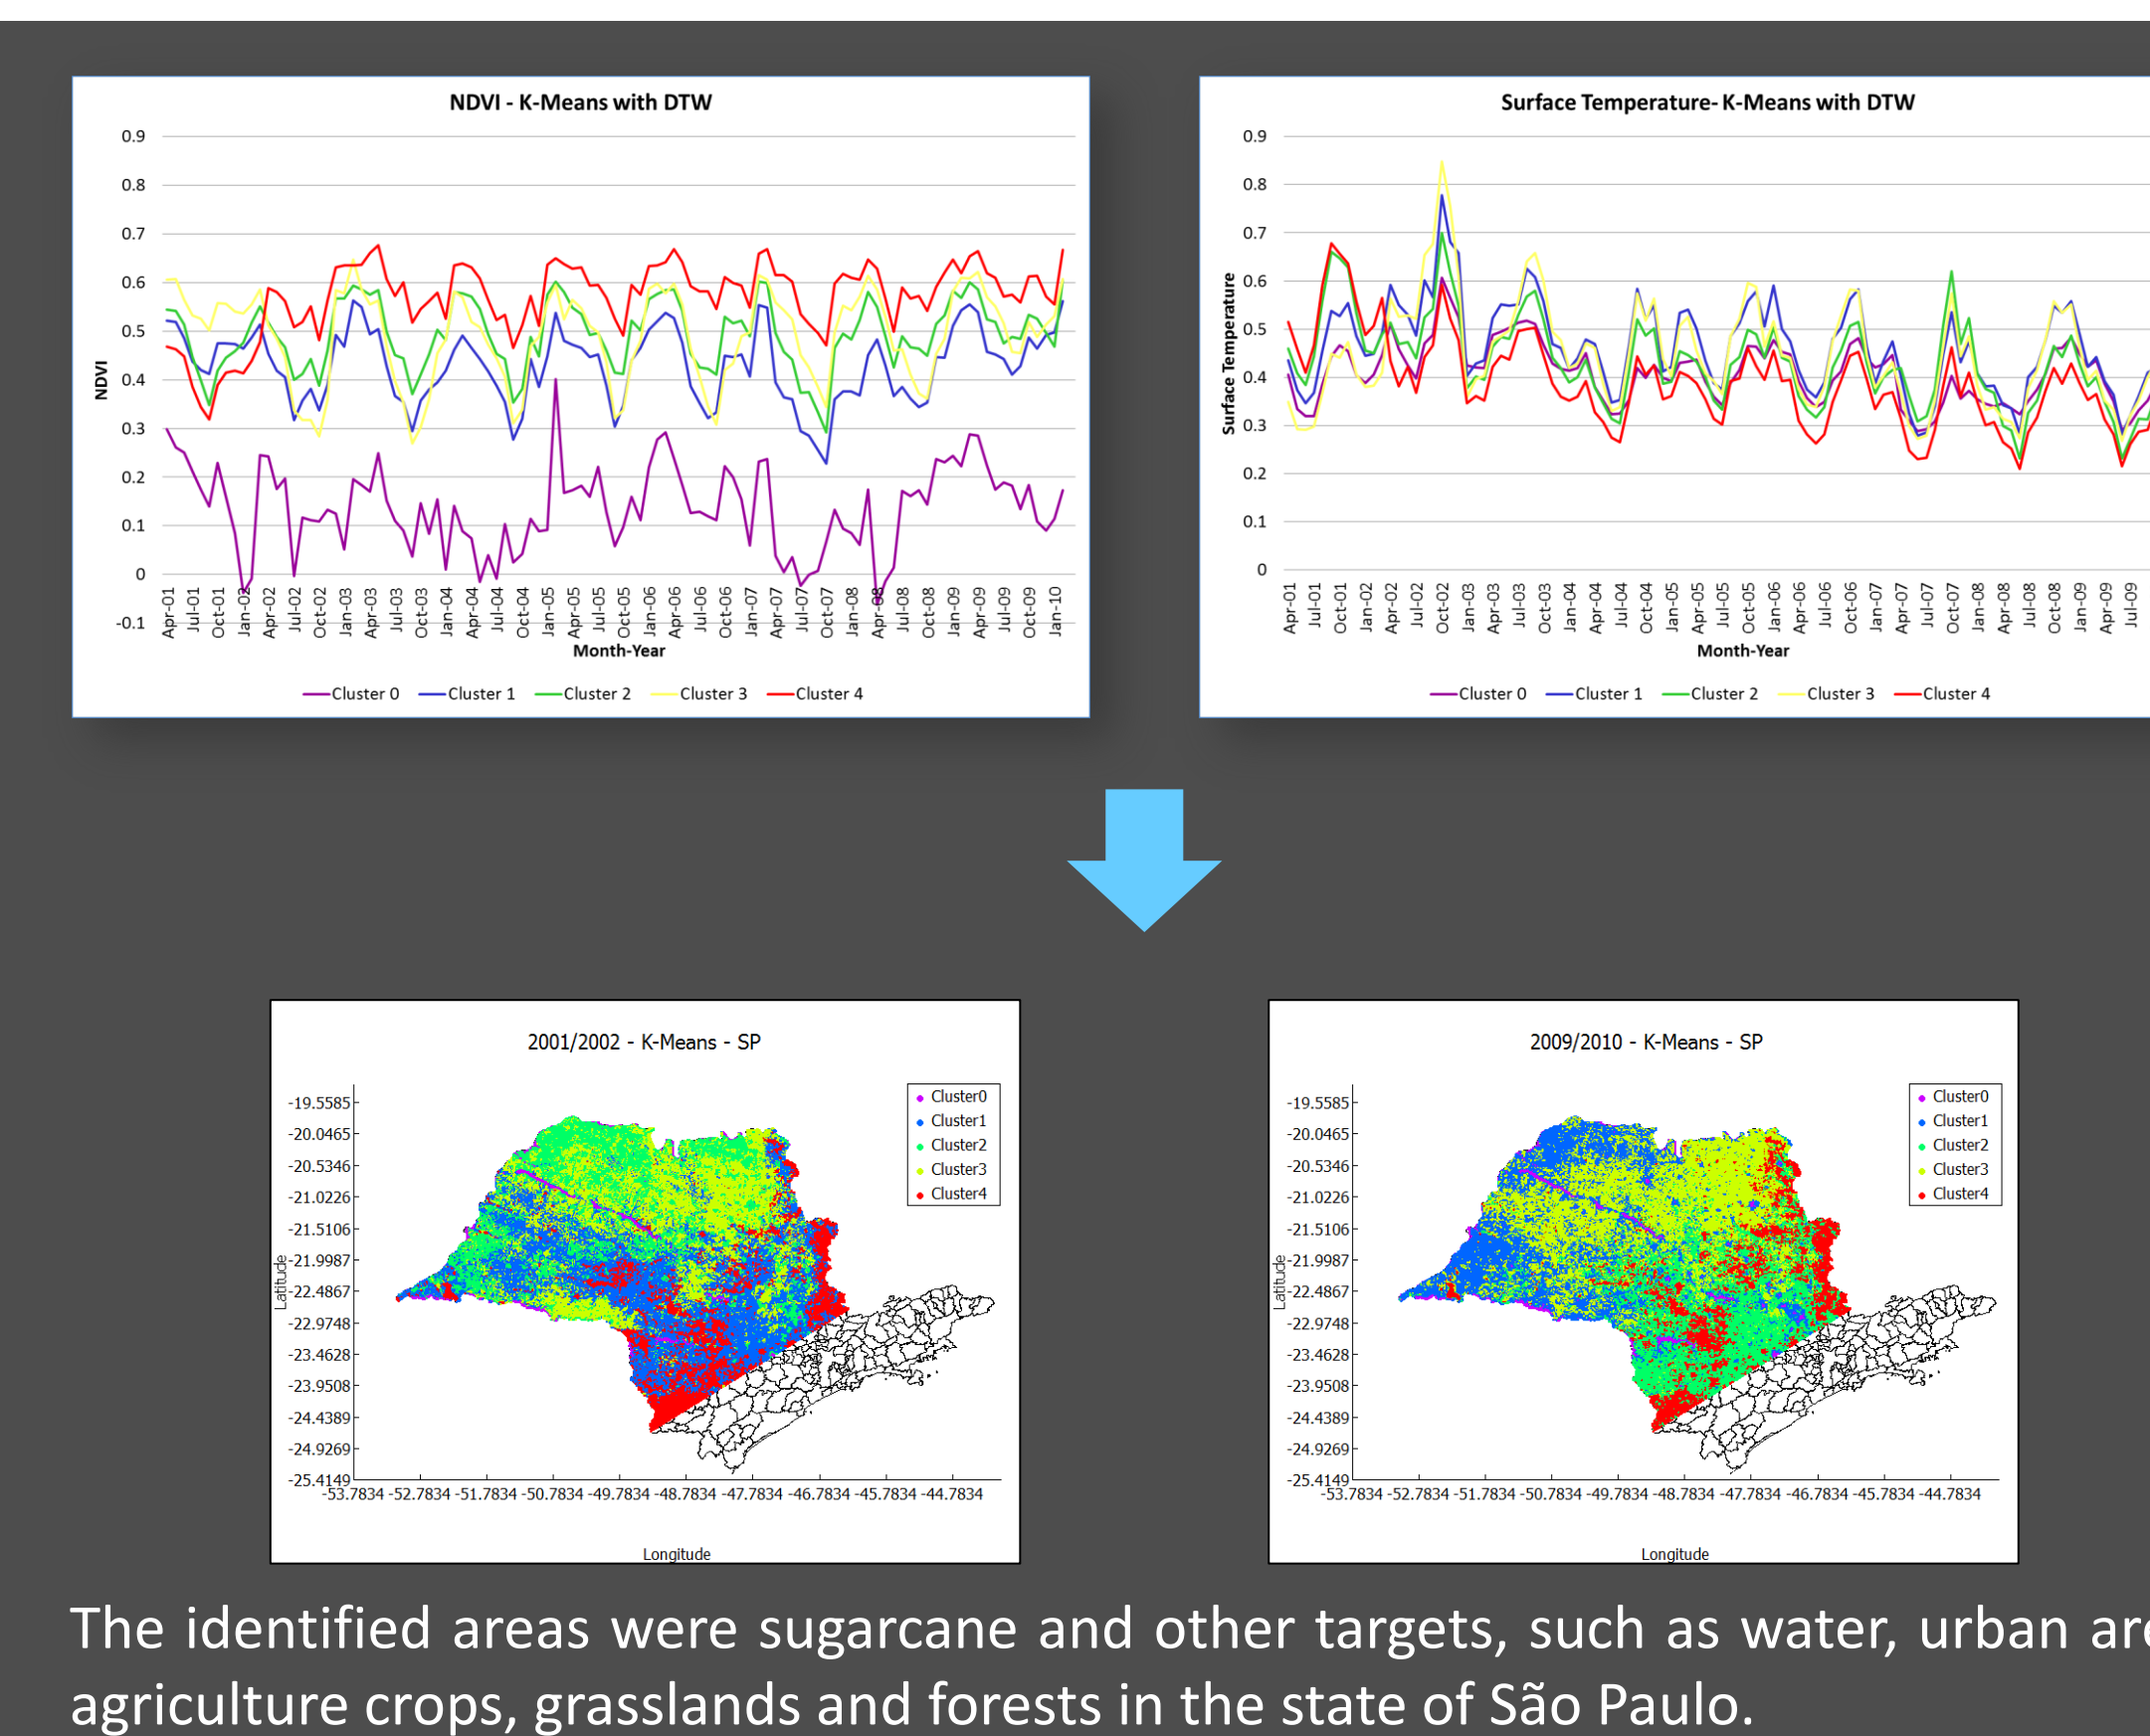 NDVI - K-Means with DTW
0.9
0.8
0.7
0.6
0.5
0.4
0.3
0.2
0.1
0
-0.1
NDVI
Apr-01 Jul-01 Oct-01 Jan-02 Apr-02 Jul-02 Oct-02 Jan-03 Apr-03 Jul-03 Oct-03 Jan-04 Apr-04 Jul-04 Oct-04 Jan-05 Apr-05 Jul-05 Oct-05 Jan-06 Apr-06 Jul-06 Oct-06 Jan-07 Apr-07 Jul-07 Oct-07 Jan-08 Apr-08 Jul-08 Oct-08 Jan-09 Apr-09 Jul-09 Oct-09 Jan-10
Month-Year
Cluster 0 Cluster 1 Cluster 2 Cluster 3 Cluster 4
Surface Temperature- K-Means with DTW
0.9
0.8
0.7
0.6
0.5
0.4
0.3
0.2
0.1
0
Surface Temperature
Apr-01 Jul-01 Oct-01 Jan-02 Apr-02 Jul-02 Oct-02 Jan-03 Apr-03 Jul-03 Oct-03 Jan-04 Apr-04 Jul-04 Oct-04 Jan-05 Apr-05 Jul-05 Oct-05 Jan-06 Apr-06 Jul-06 Oct-06 Jan-07 Apr-07 Jul-07 Oct-07 Jan-08 Apr-08 Jul-08 Oct-08 Jan-09 Apr-09 Jul-09
Month-Year
Cluster 0 Cluster 1 Cluster 2 Cluster 3 Cluster 4
2001/2002 - K-Means - SP
Cluster0
Cluster1
Cluster2
Cluster3
Cluster4
-19.5585
-20.0465
-20.5346
-21.0226
-21.5106
-21.9987
-22.4867
-22.9748
-23.4628
-23.9508
-24.4389
-24.9269
-25.4149
Latitude
-53.7834 -52.7834 -51.7834 -50.7834 -49.7834 -48.7834 -47.7834 -46.7834 -45.7834 -44.7834
Longitude
2009/2010 - K-Means - SP
Cluster0
Cluster1
Cluster2
Cluster3
Cluster4
-19.5585
-20.0465
-20.5346
-21.0226
-21.5106
-21.9987
-22.4867
-22.9748
-23.4628
-23.9508
-24.4389
-24.9269
-25.4149
Latitude
-53.7834 -52.7834 -51.7834 -50.7834 -49.7834 -48.7834 -47.7834 -46.7834 -45.7834 -44.7834
Longitude
The identified areas were sugarcane and other targets, such as water, urban
agriculture crops, grasslands and forests in the state of São Paulo.